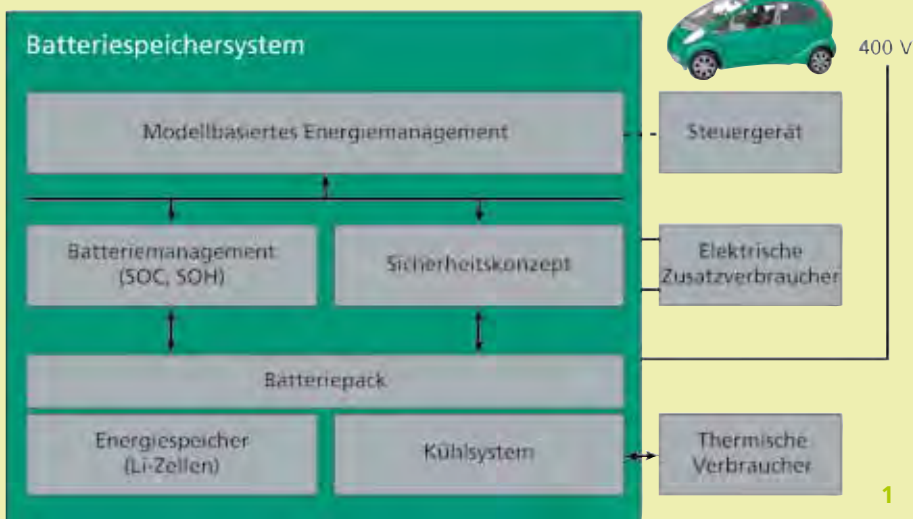 Batteriespeichersystem
400 V
Modellbasiertes Energiemanagement
Steuergerät
Batteriemanagement
(SOC, SOH)
Sicherheitskonzept
Elektrische
Zusatzverbraucher
Batteriepack
Energiespeicher
(Li-Zellen)
Kühlsystem
Thermische
Verbraucher
1